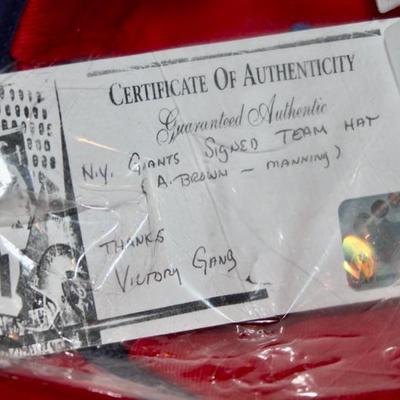 CERTIFICATE OF AUTHENTICITY
Guaranteed Authentic
N.Y. GIANTS SIGNED TEAM HAT
(A. BROWN - MANNING)
THANKS
VICTORY GANG